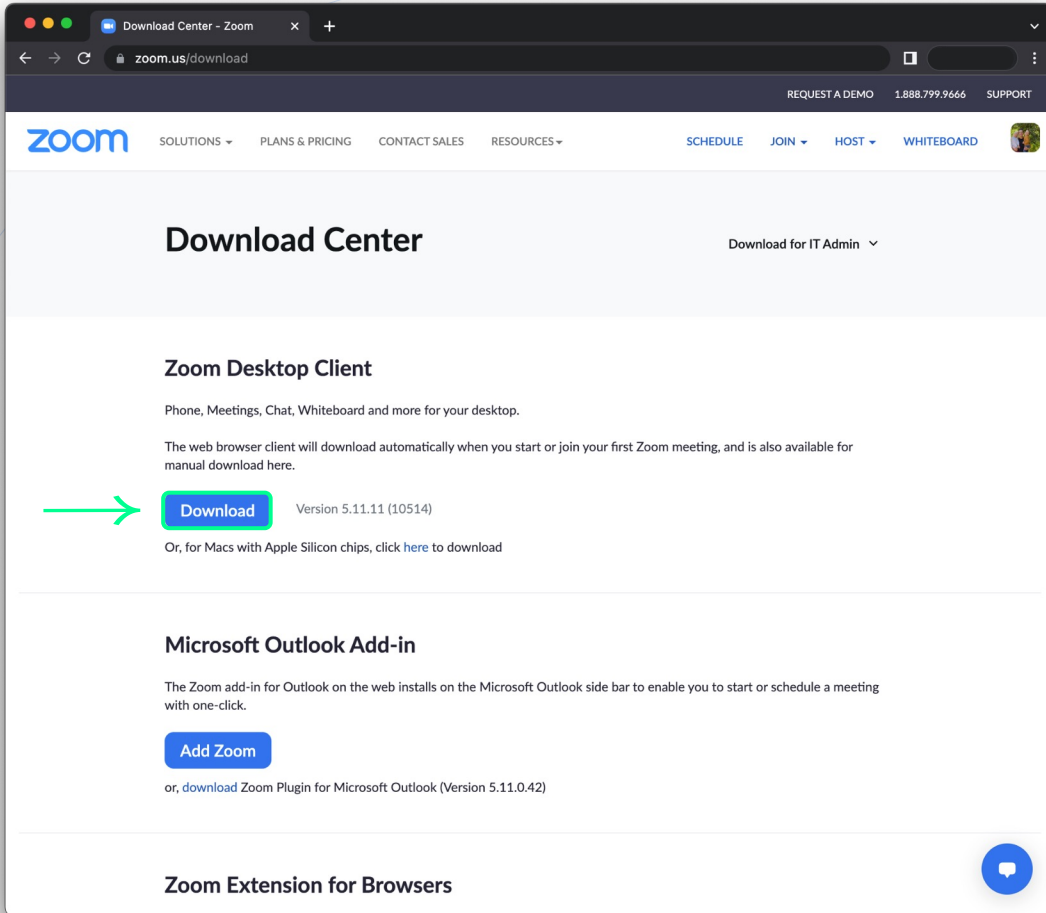 Download Center - Zoom
zoom.us/download
REQUEST A DEMO 1.888.799.9666 SUPPORT
zoom SOLUTIONS PLANS & PRICING CONTACT SALES RESOURCES SCHEDULE JOIN HOST WHITEBOARD
Download Center
Download for IT Admin
Zoom Desktop Client
Phone, Meetings, Chat, Whiteboard and more for your desktop.
The web browser client will download automatically when you start or join your first Zoom meeting, and is also available for
manual download here.
Download Version 5.11.11 (10514)
Or, for Macs with Apple Silicon chips, click here to download
Microsoft Outlook Add-in
The Zoom add-in for Outlook on the web installs on the Microsoft Outlook side bar to enable you to start or schedule a meeting
with one-click.
Add Zoom
or, download Zoom Plugin for Microsoft Outlook (Version 5.11.0.42)
Zoom Extension for Browsers